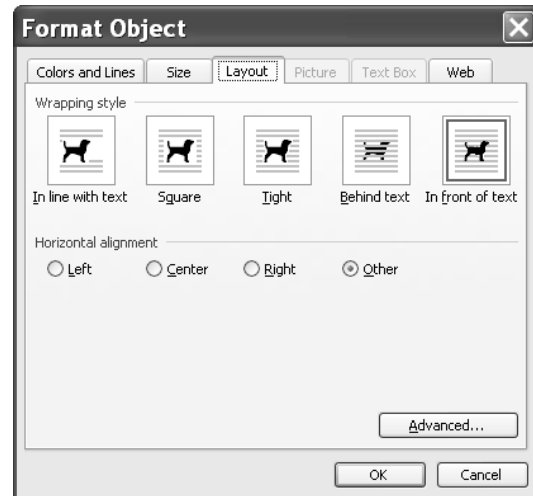 Format Object
Colors and Lines Size Layout Picture Text Box Web
Wrapping style
In line with text Square Tight Behind text In front of text
Horizontal alignment
Left Center Right Other
Advanced...
OK Cancel